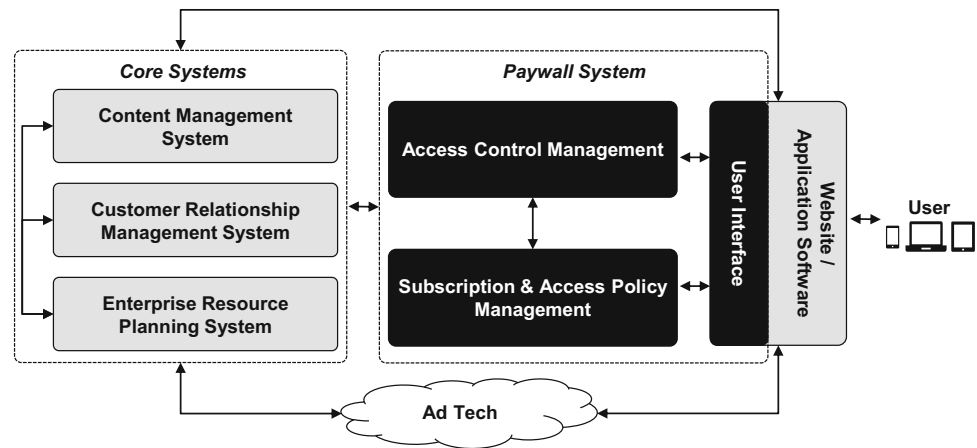 Core Systems
Content Management
System
Customer Relationship
Management System
Enterprise Resource
Planning System
Paywall System
Access Control Management
Subscription & Access Policy
Management
User Interface
Website /
Application Software
User
Ad Tech